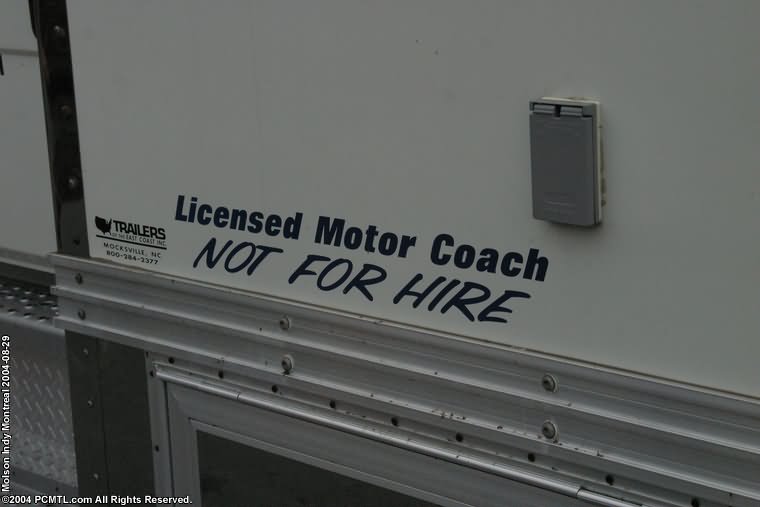 Licensed Motor Coach
NOT FOR HIRE
TRAILERS
OF THE EAST COAST INC.
MOCKSVILLE, NC
800-284-2377
Molson Indy Montreal 2004-08-29
©2004 PCMTL.com All Rights Reserved.